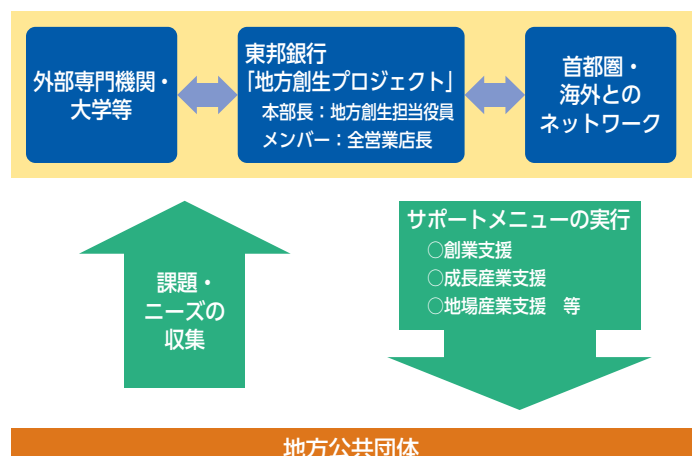 外部専門機関・
大学等
東邦銀行
「地方創生プロジェクト」
本部長：地方創生担当役員
メンバー：全営業店長
首都圏・
海外との
ネットワーク
課題・
ニーズの
収集
サポートメニューの実行
○創業支援
○成長産業支援
○地場産業支援　等
地方公共団体